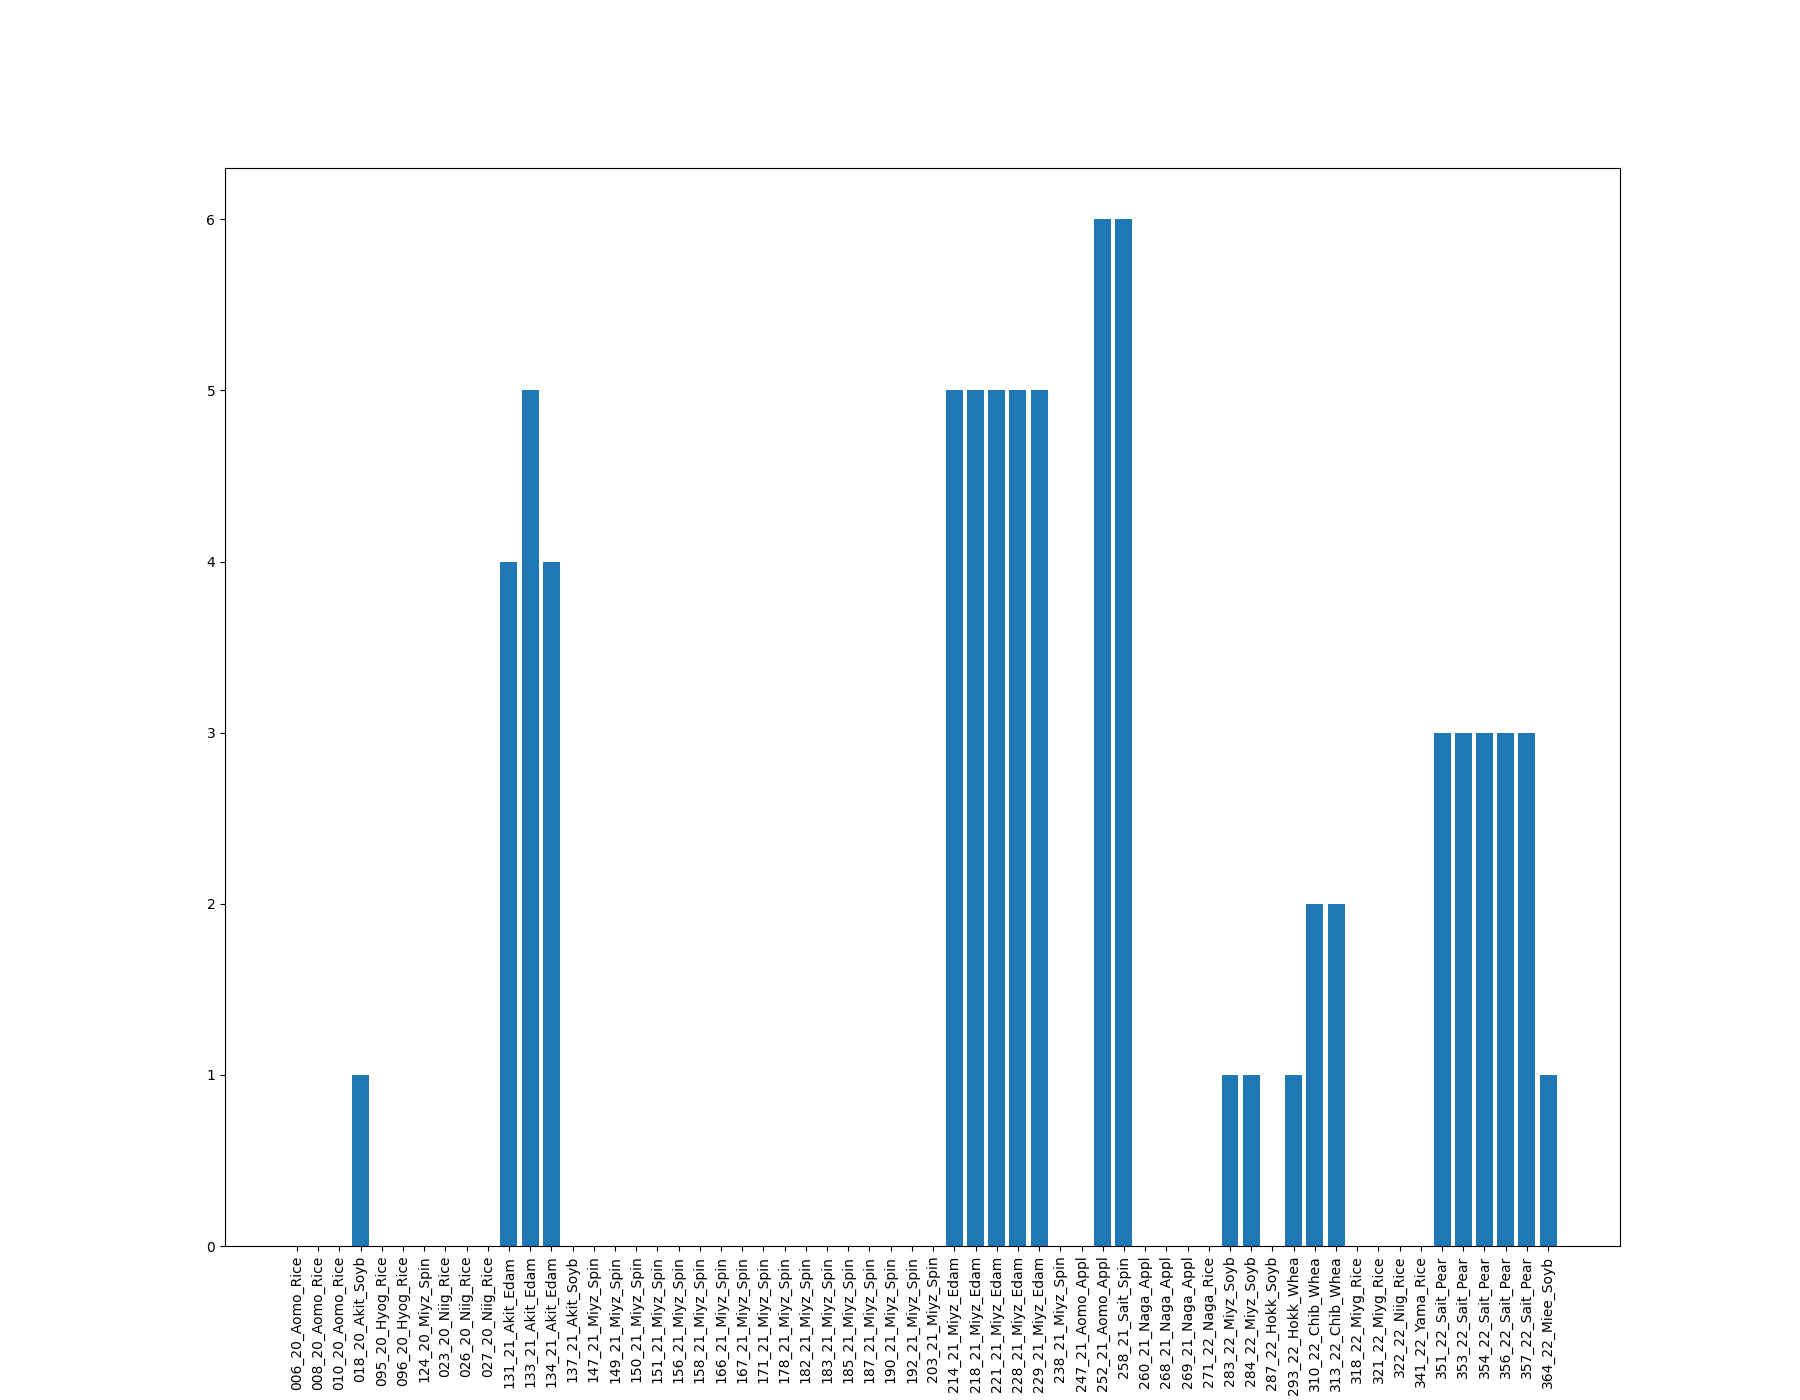 6
5
4
3
2
1
0
006_20_Aomo_Rice
008_20_Aomo_Rice
010_20_Aomo_Rice
018_20_Akit_Soyb
095_20_Hyog_Rice
096_20_Hyog_Rice
124_20_Miyz_Spin
023_20_Niig_Rice
026_20_Niig_Rice
027_20_Niig_Rice
131_21_Akit_Edam
133_21_Akit_Edam
134_21_Akit_Edam
137_21_Akit_Soyb
147_21_Miyz_Spin
149_21_Miyz_Spin
150_21_Miyz_Spin
151_21_Miyz_Spin
156_21_Miyz_Spin
158_21_Miyz_Spin
166_21_Miyz_Spin
167_21_Miyz_Spin
171_21_Miyz_Spin
178_21_Miyz_Spin
182_21_Miyz_Spin
183_21_Miyz_Spin
185_21_Miyz_Spin
187_21_Miyz_Spin
190_21_Miyz_Spin
192_21_Miyz_Spin
203_21_Miyz_Spin
214_21_Miyz_Edam
218_21_Miyz_Edam
221_21_Miyz_Edam
228_21_Miyz_Edam
229_21_Miyz_Edam
238_21_Miyz_Spin
247_21_Aomo_Appl
252_21_Aomo_Appl
258_21_Sait_Spin
260_21_Naga_Appl
268_21_Naga_Appl
269_21_Naga_Appl
271_22_Naga_Rice
283_22_Miyz_Soyb
284_22_Miyz_Soyb
287_22_Hokk_Soyb
293_22_Hokk_Whea
310_22_Chib_Whea
313_22_Chib_Whea
318_22_Miyg_Rice
321_22_Miyg_Rice
322_22_Niig_Rice
341_22_Yama_Rice
351_22_Sait_Pear
353_22_Sait_Pear
354_22_Sait_Pear
356_22_Sait_Pear
357_22_Sait_Pear
364_22_Miee_Soyb